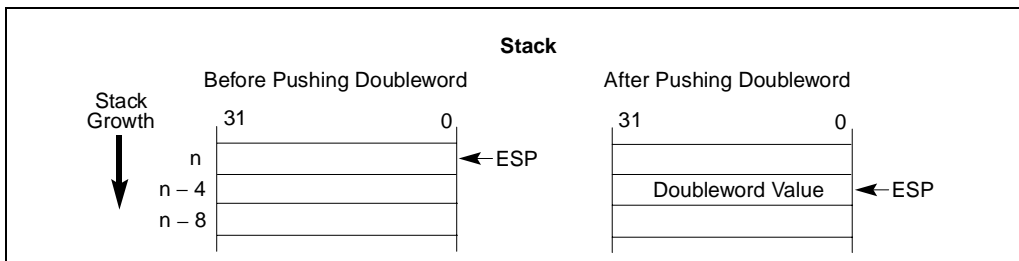 Stack
Before Pushing Doubleword
After Pushing Doubleword
Stack
Growth
31 0
31 0
n
ESP
n − 4
Doubleword Value
ESP
n − 8